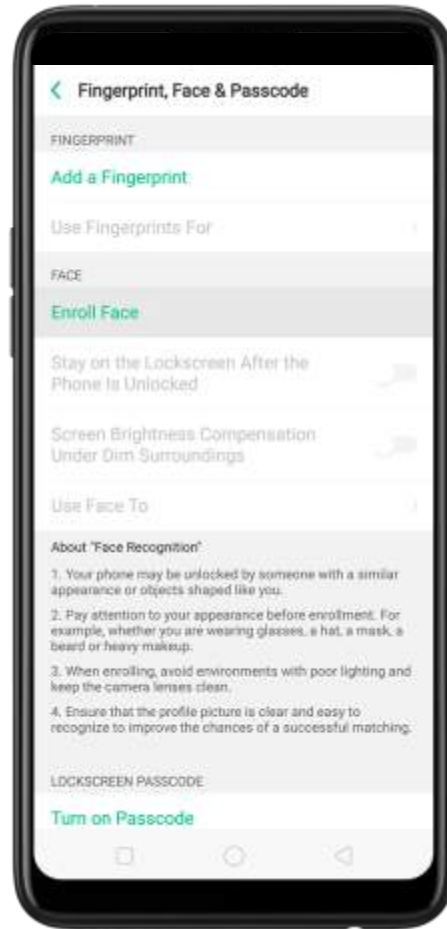 Fingerprint, Face & Passcode
FINGERPRINT
Add a Fingerprint
Use Fingerprints For
FACE
Enroll Face
Stay on the Lockscreen After the
Phone Is Unlocked
Screen Brightness Compensation
Under Dim Surroundings
Use Face To
About "Face Recognition"
1. Your phone may be unlocked by someone with a similar
appearance or objects shaped like you.
2. Pay attention to your appearance before enrollment. For
example, whether you are wearing glasses, a hat, a mask, a
beard or heavy makeup.
3. When enrolling, avoid environments with poor lighting and
keep the camera lenses clean.
4. Ensure that the profile picture is clear and easy to
recognize to improve the chances of a successful matching.
LOCKSCREEN PASSCODE
Turn on Passcode